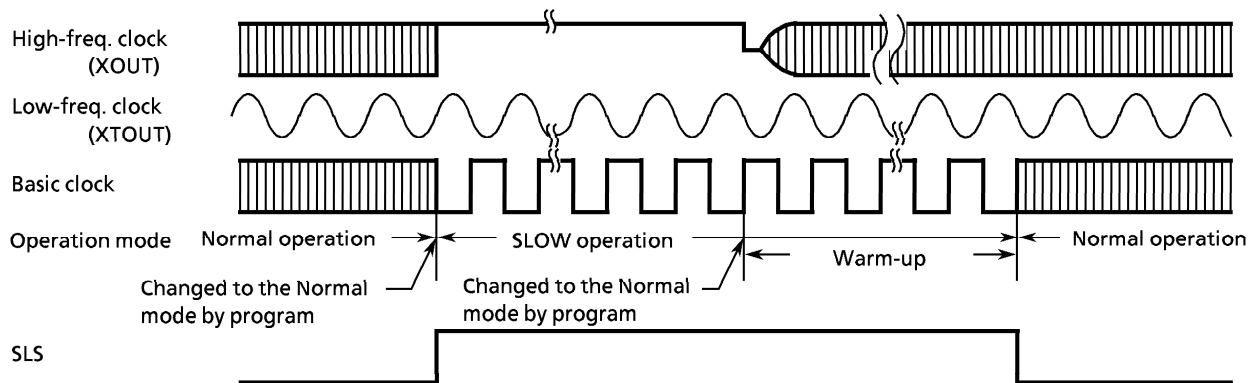 High-freq. clock
(XOUT)
Low-freq. clock
(XTOUT)
Basic clock
Operation mode
Normal operation
SLOW operation
Normal operation
Warm-up
Changed to the Normal
mode by program
Changed to the Normal
mode by program
SLS